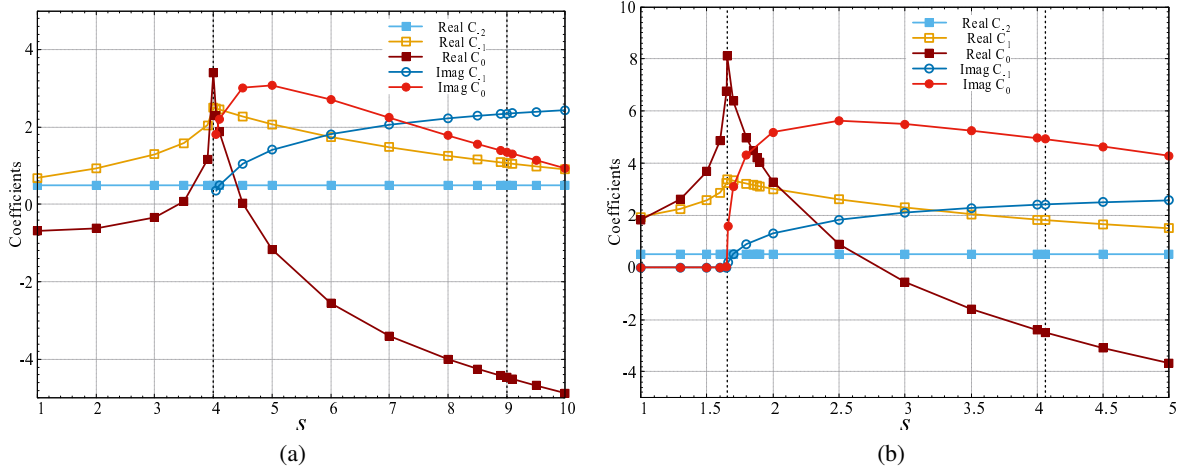 Real C-2
Real C-1
Real C0
Imag C-1
Imag C0
4
2
0
-2
-4
Coefficients
1 2 3 4 5 6 7 8 9 10
s
(a)
Real C-2
Real C1
Real C0
Imag C-1
Imag C0
10
8
6
4
2
0
-2
-4
Coefficients
1 1.5 2 2.5 3 3.5 4 4.5 5
s
(b)